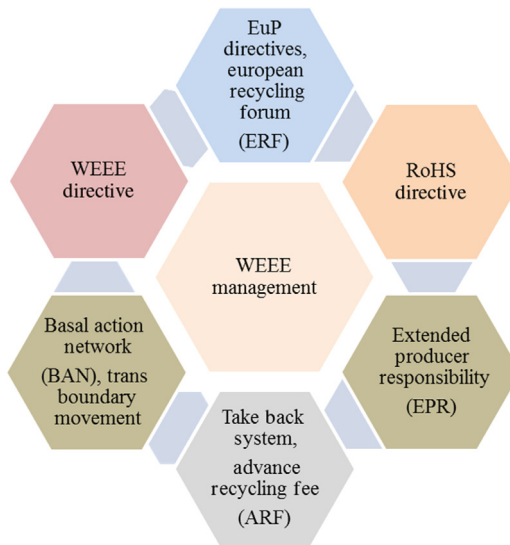 EuP
directives,
european
recycling
forum
(ERF)
WEEE
directive
RoHS
directive
WEEE
management
Basal action
network
(BAN), trans
boundary
movement
Extended
producer
responsibility
(EPR)
Take back
system,
advance
recycling fee
(ARF)